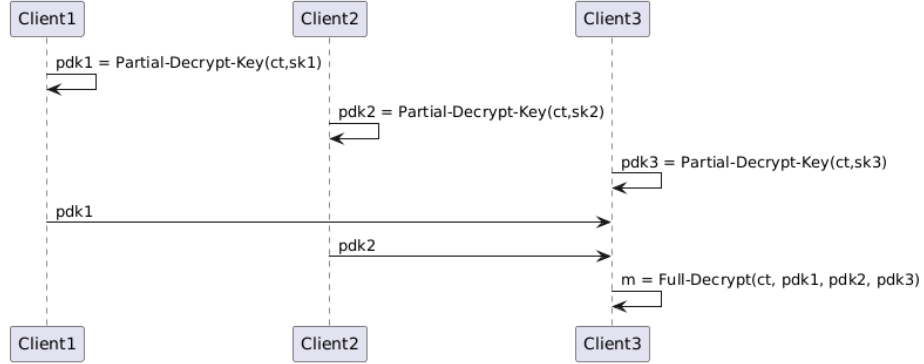 Client1
Client2
Client3
pdk1 = Partial-Decrypt-Key(ct,sk1)
pdk2 = Partial-Decrypt-Key(ct,sk2)
pdk3 = Partial-Decrypt-Key(ct,sk3)
pdk1
pdk2
m = Full-Decrypt(ct, pdk1, pdk2, pdk3)
Client1
Client2
Client3